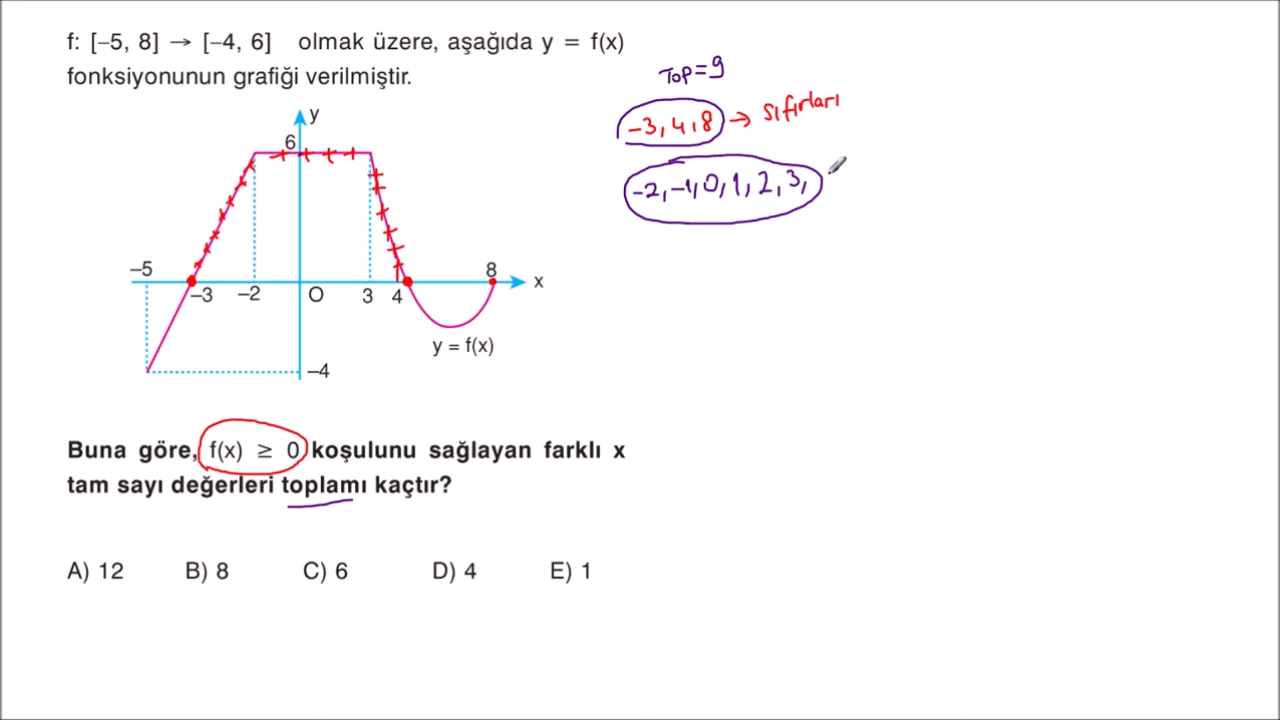 f: [−5, 8] → [−4, 6] olmak üzere, aşağıda y = f(x)
fonksiyonunun grafiği verilmiştir.
Top=9
-3,4,8 → sıfırları
-2,-1,0,1,2,3,
y
6
−5
8
x
−3
−2
O
3
4
y = f(x)
−4
Buna göre, f(x) ≥ 0 koşulunu sağlayan farklı x
tam sayı değerleri toplamı kaçtır?
A) 12 B) 8 C) 6 D) 4 E) 1